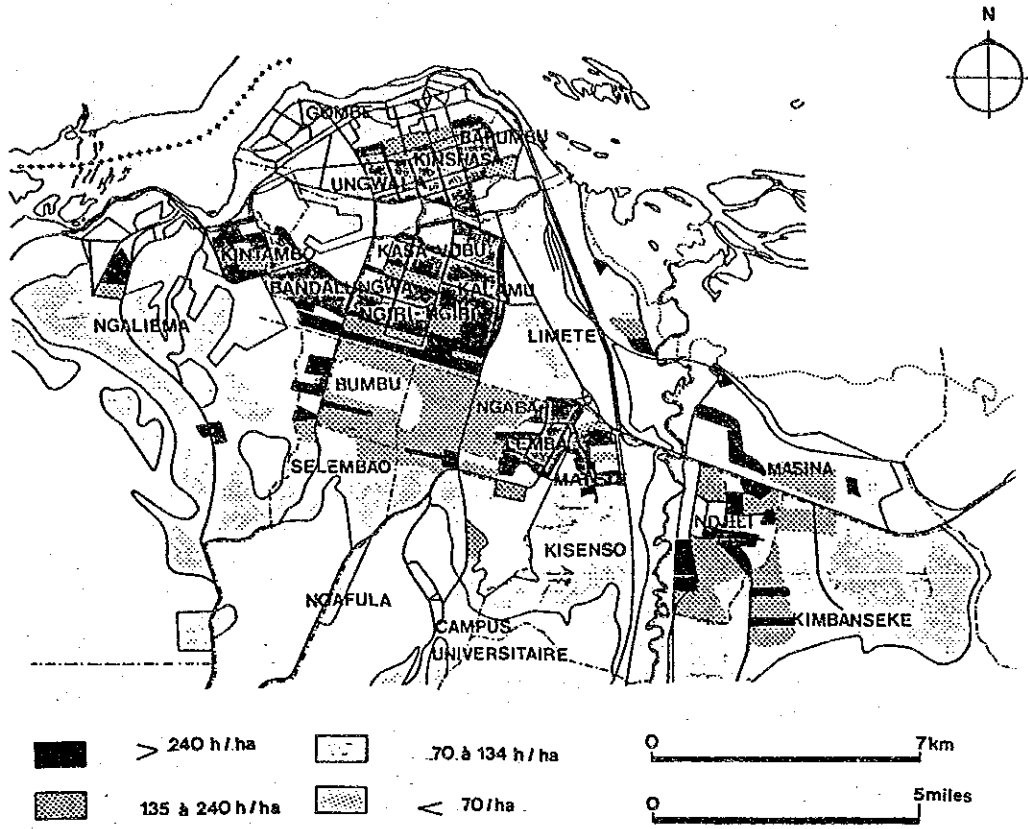 N
GOMBE
BARUMBU
KINSHASA
KINTAMBO
KASA-VUBU
BANDALUNGWA
KALAMU
NGIRI-NGIRI
NGALIEMA
LIMETE
BUMBU
NGABA
LEMBA
SELEMBAO
MATETE
MASINA
NDJILI
KISENSO
NGAFULA
KIMBANSEKE
CAMPUS
UNIVERSITAIRE
> 240 h/ha
70 à 134 h/ha
135 à 240 h/ha
< 70/ha
0 7km
0 5miles